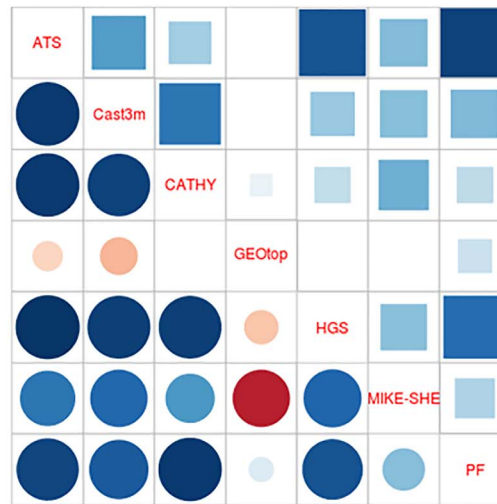 ATS
Cast3m
CATHY
GEOtop
HGS
MIKE-SHE
PF